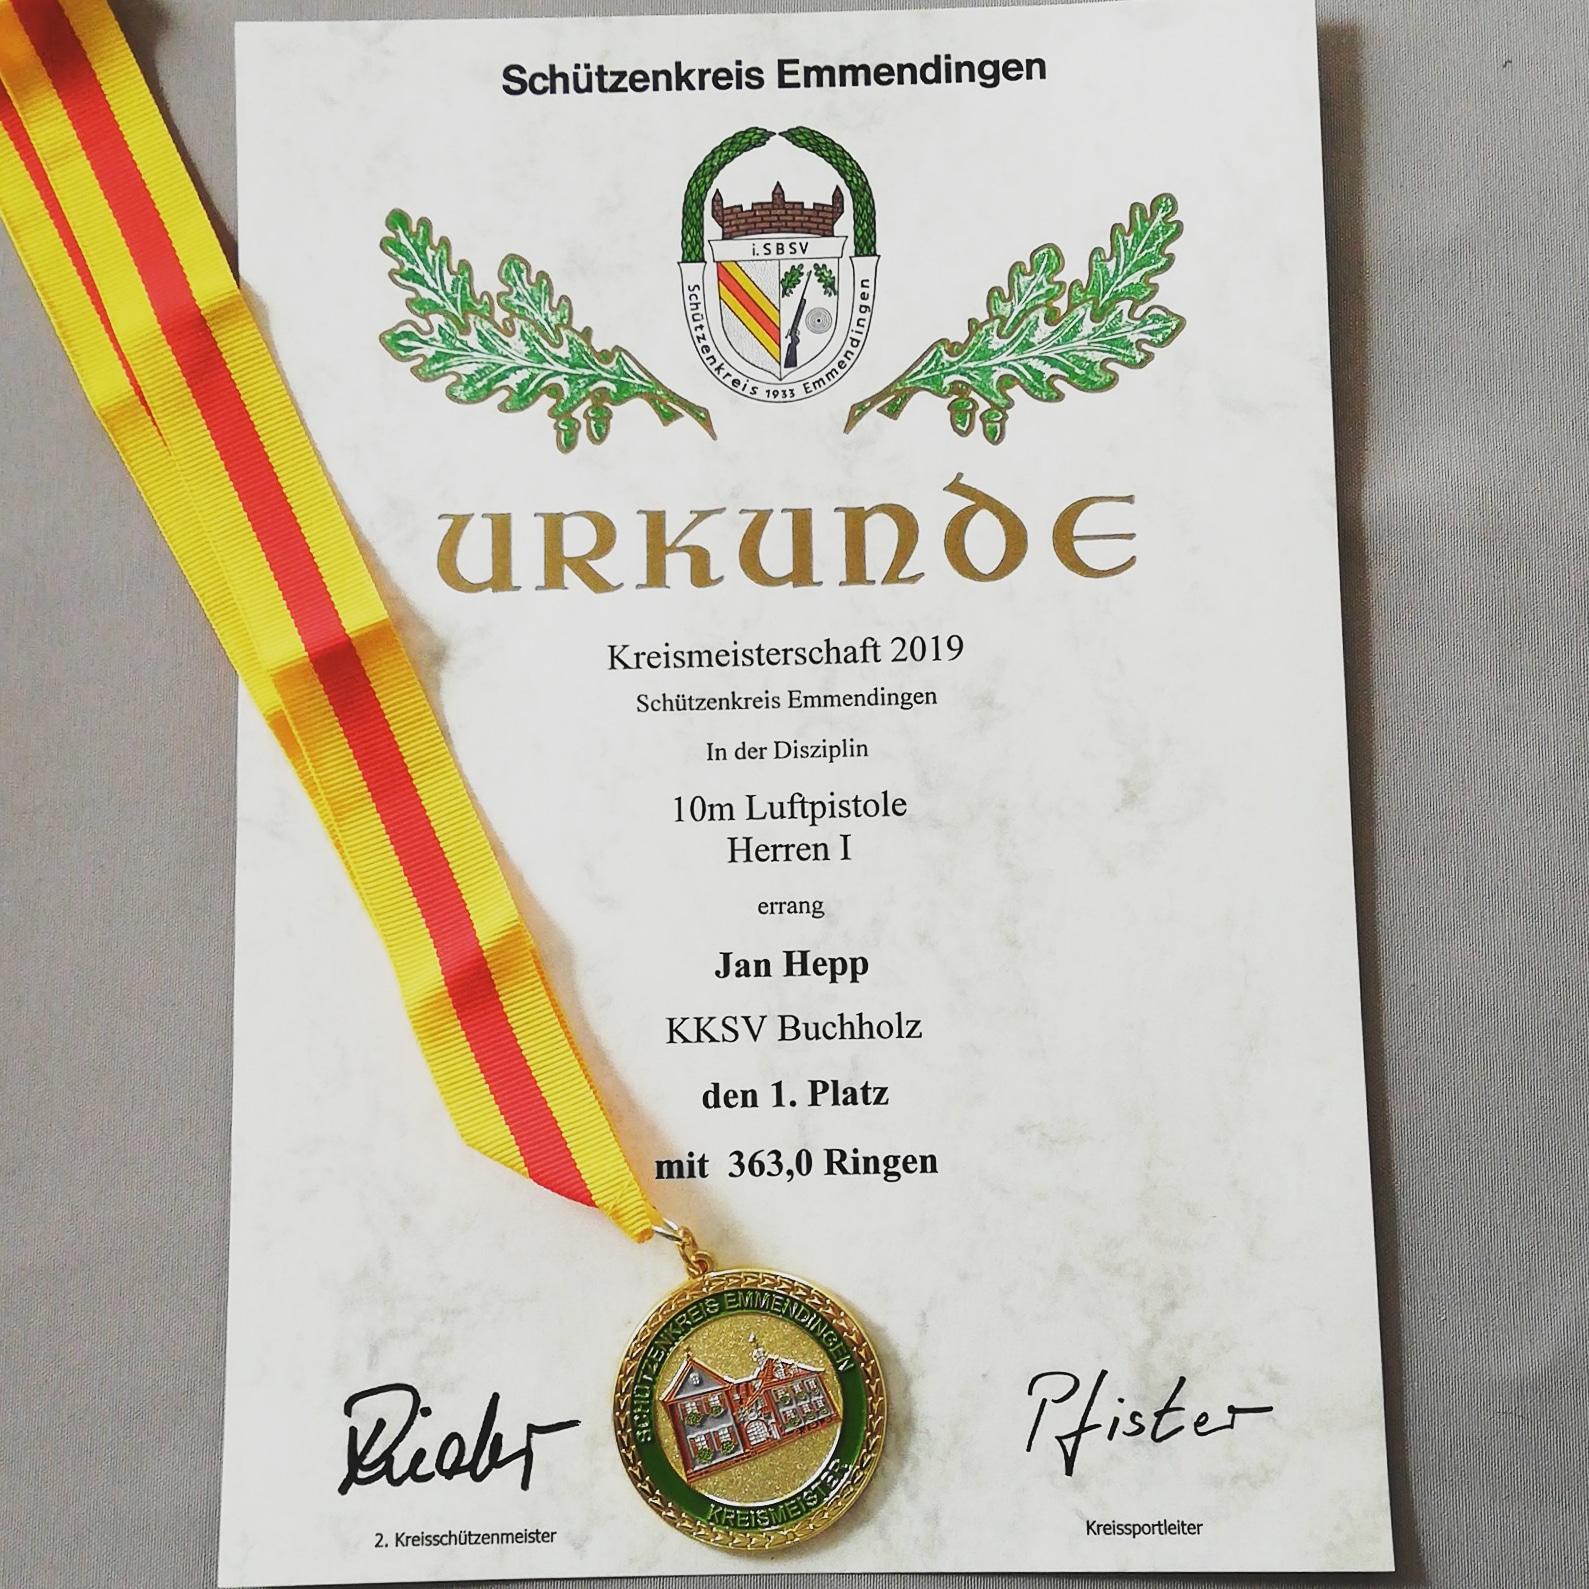 Schützenkreis Emmendingen
i.SBSV
Schützenkreis 1933 Emmendingen
URKUNDE
Kreismeisterschaft 2019
Schützenkreis Emmendingen
In der Disziplin
10m Luftpistole
Herren I
errang
Jan Hepp
KKSV Buchholz
den 1. Platz
mit 363,0 Ringen
SCHÜTZENKREIS EMMENDINGEN
KREISMEISTER
Pfister
2. Kreisschützenmeister
Kreissportleiter